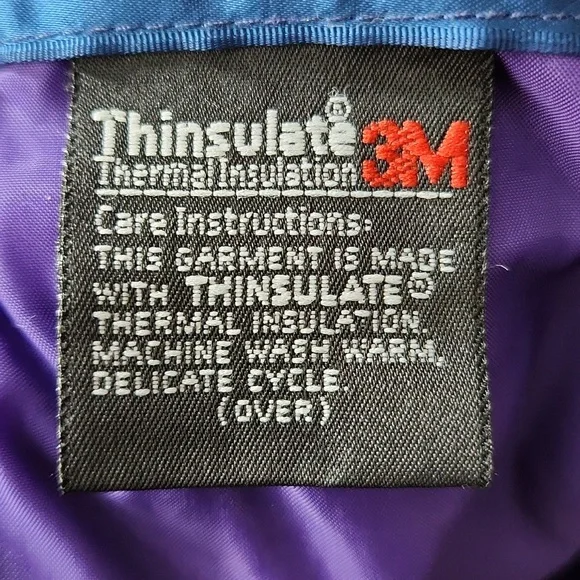 Thinsulate® 3M
Thermal Insulation
Care Instructions:
THIS GARMENT IS MADE
WITH THINSULATE®
THERMAL INSULATION.
MACHINE WASH WARM,
DELICATE CYCLE.
(OVER)